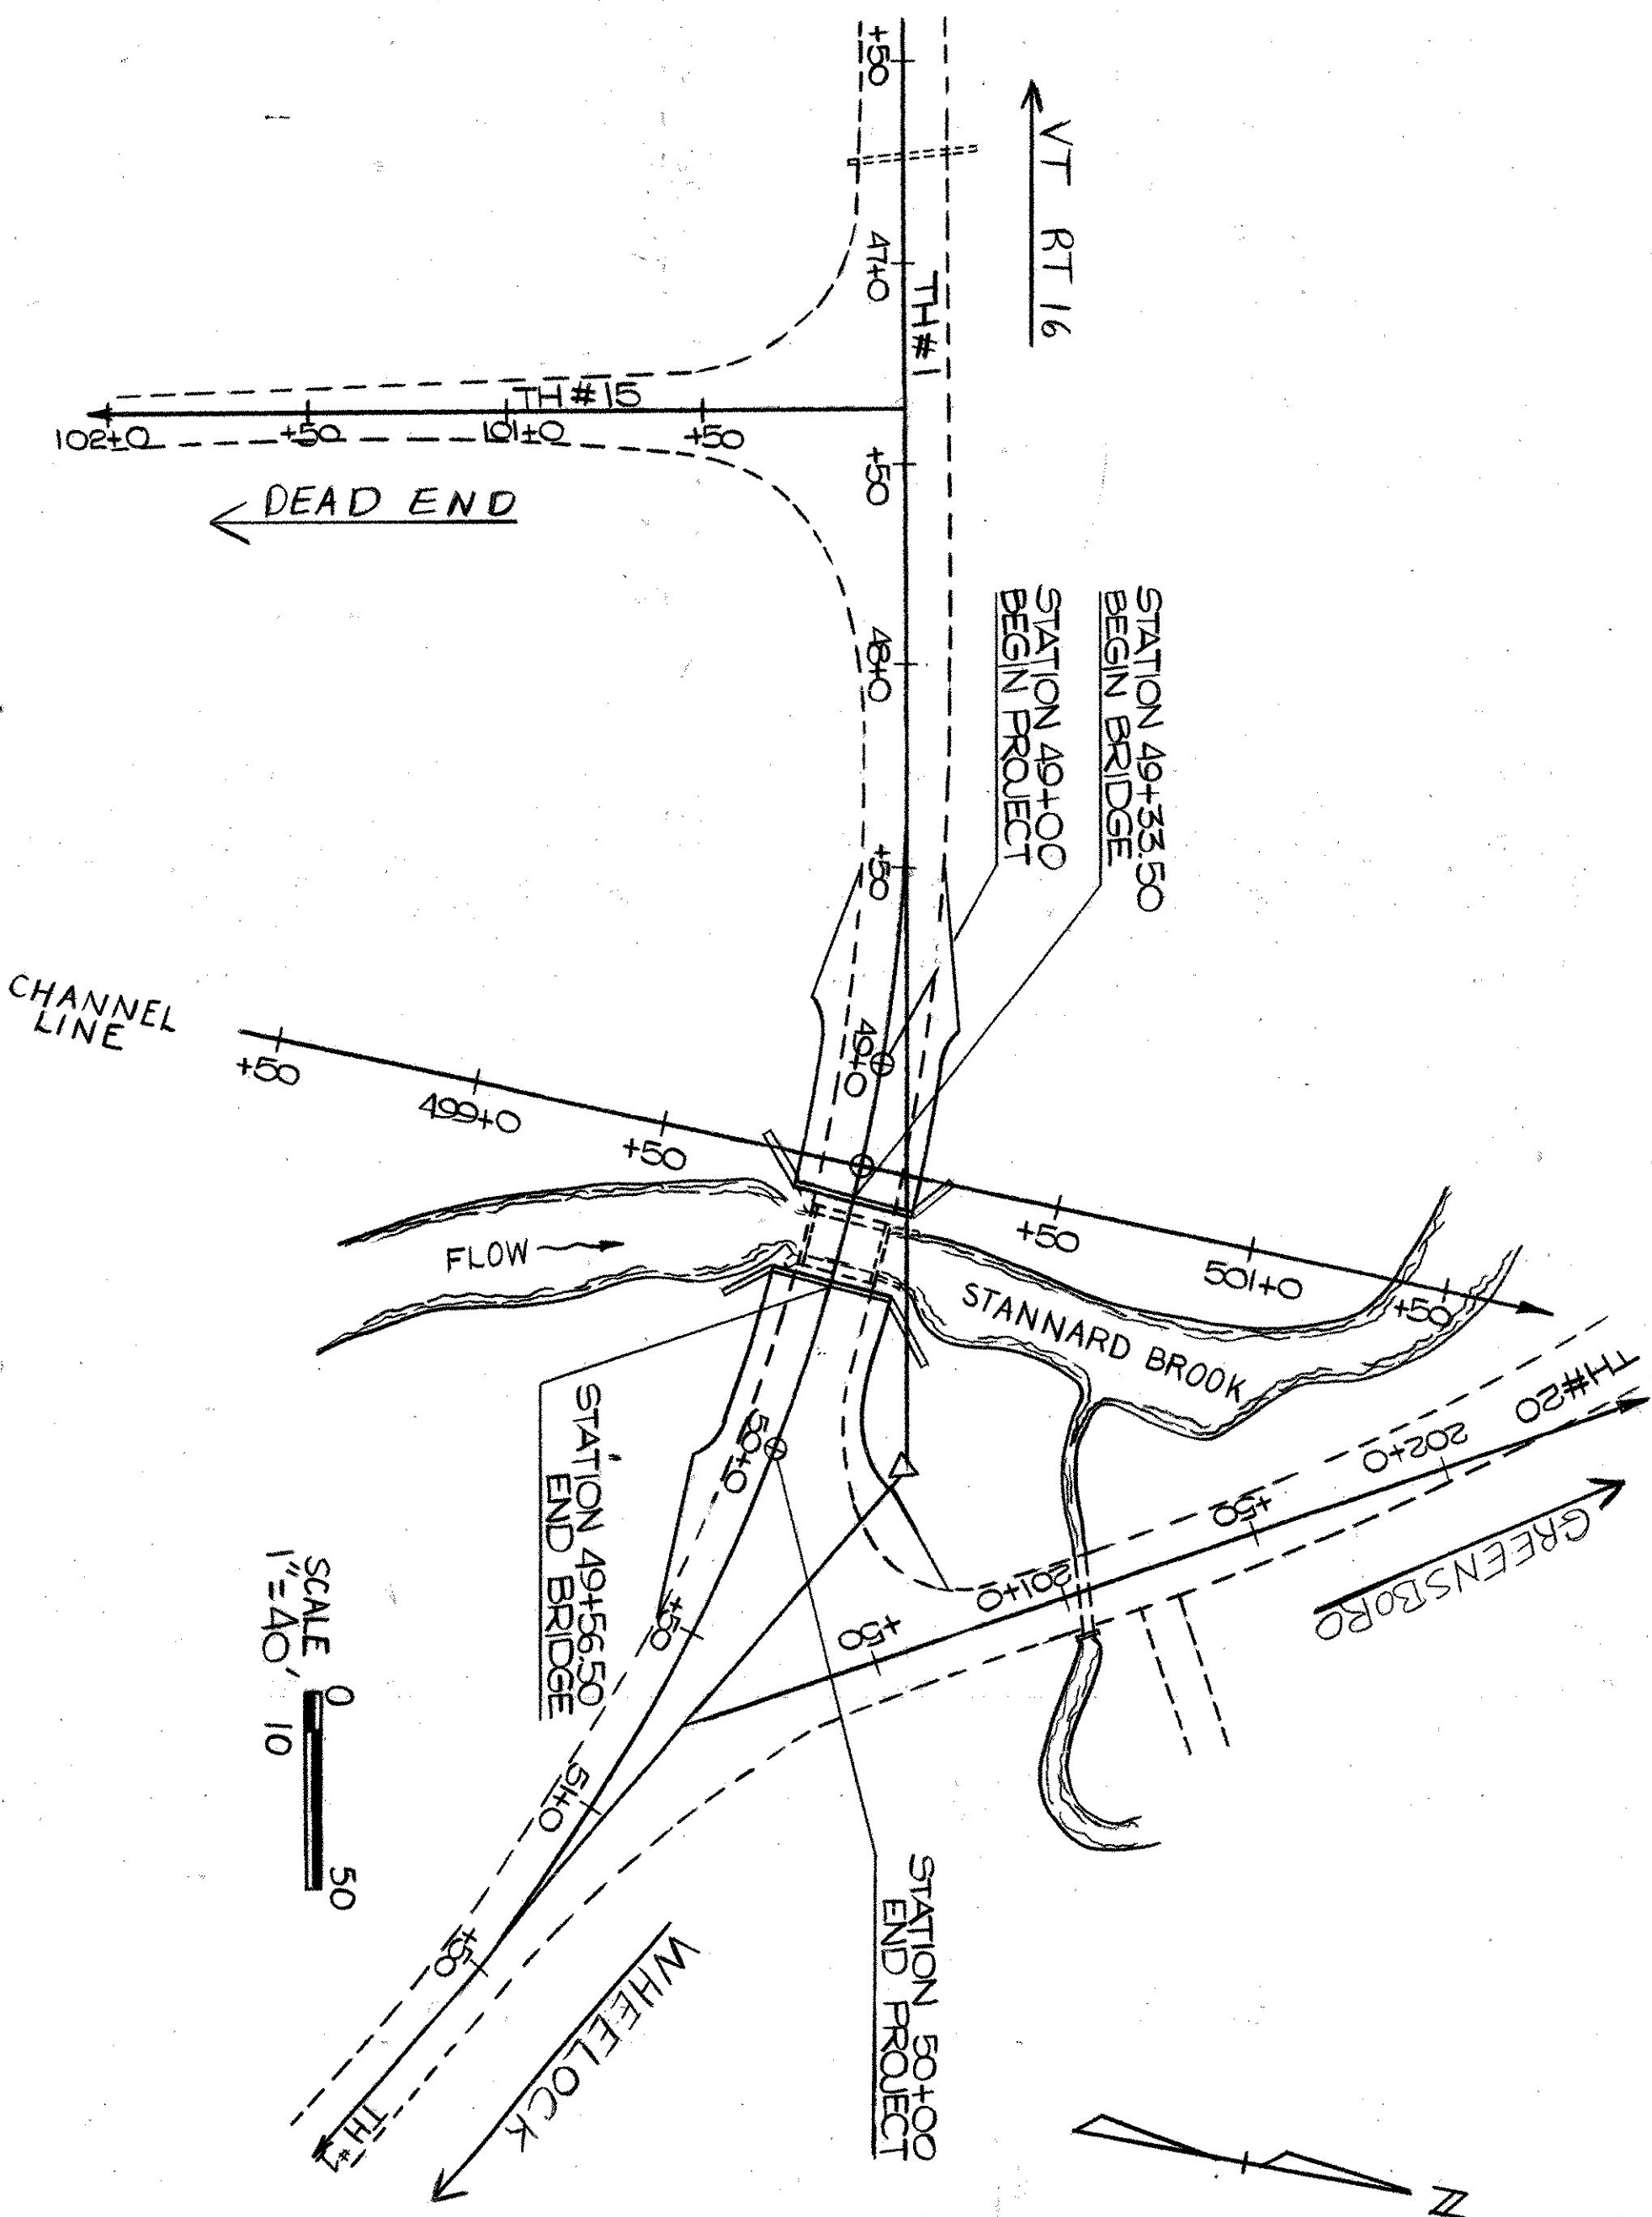 VT RT 16
+50
47+0
TH #1
+50
48+0
+50
49+0
TH #15
102+0
+50
101+0
+50
DEAD END
STATION 49+33.50
BEGIN BRIDGE
STATION 49+00
BEGIN PROJECT
CHANNEL
LINE
+50
499+0
+50
+50
501+0
+50
FLOW
STANNARD BROOK
STATION 49+56.50
END BRIDGE
50+0
+50
51+0
+50
TH #1
WHEELOCK
STATION 50+00
END PROJECT
TH#20
202+0
+50
201+0
+50
GREENSBORO
SCALE
1"=40'
0
10
50
N